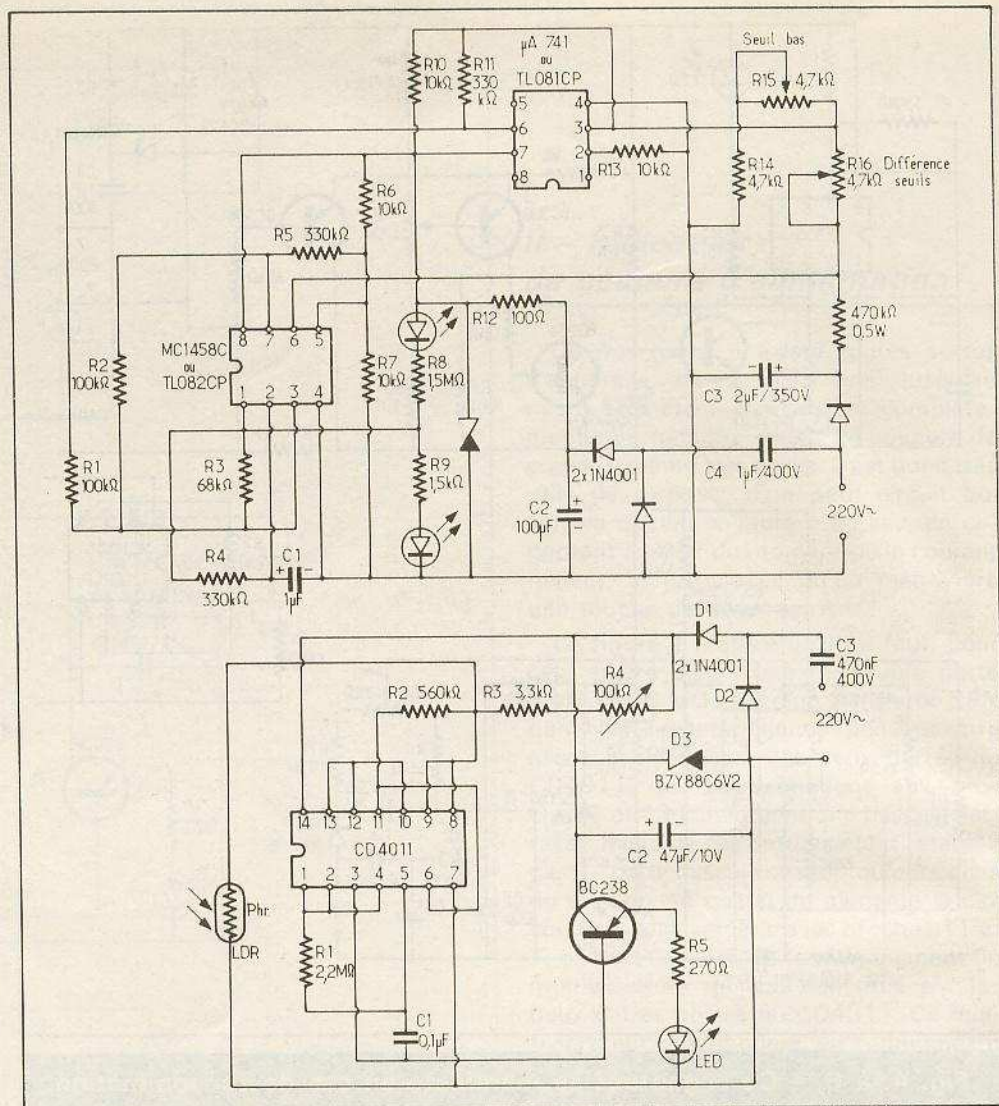 R10
10kΩ
R11
330
kΩ
µA 741
ou
TL081CP
5
6
7
8
4
3
2
1
R13 10kΩ
Seuil bas
R15 4,7kΩ
R14
4,7kΩ
R16 Différence
4,7kΩ seuils
R6
10kΩ
R5 330kΩ
MC1458C
ou
TL082CP
8 7 6 5
1 2 3 4
R2
100kΩ
R1
100kΩ
R3
68kΩ
R4
330kΩ
C1
+ -
1µF
R7
10kΩ
R8
1,5MΩ
R9
1,5kΩ
R12
100Ω
C2
100µF
+
-
2x1N4001
470kΩ
0,5W
- +
C3 2µF/350V
C4 1µF/400V
220V~
D1
2x1N4001
D2
C3
470nF
400V
220V~
R2 560kΩ
R3 3,3kΩ
R4
100kΩ
D3
BZY88C6V2
+ -
C2 47µF/10V
14 13 12 11 10 9 8
CD4011
1 2 3 4 5 6 7
Phr.
LDR
R1
2,2MΩ
C1
0,1µF
BC238
R5
270Ω
LED